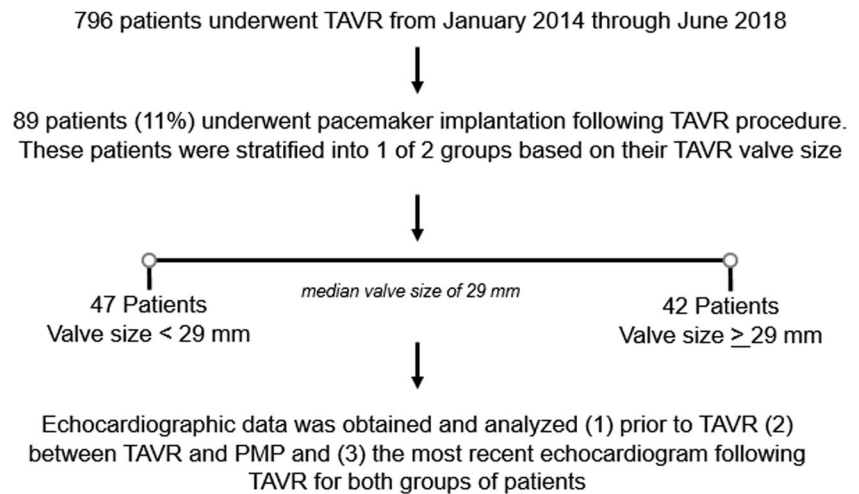 796 patients underwent TAVR from January 2014 through June 2018
89 patients (11%) underwent pacemaker implantation following TAVR procedure.
These patients were stratified into 1 of 2 groups based on their TAVR valve size
median valve size of 29 mm
47 Patients
Valve size < 29 mm
42 Patients
Valve size ≥ 29 mm
Echocardiographic data was obtained and analyzed (1) prior to TAVR (2)
between TAVR and PMP and (3) the most recent echocardiogram following
TAVR for both groups of patients